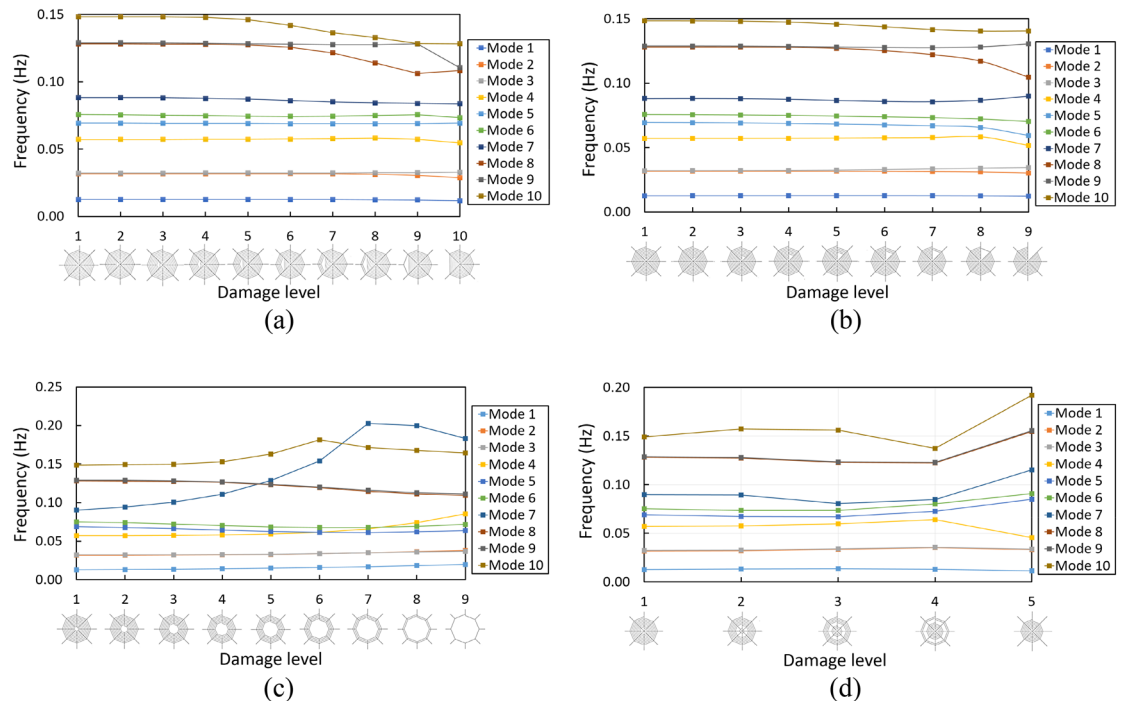 0.15
0.10
0.05
0.00
Frequency (Hz)
1 2 3 4 5 6 7 8 9 10
Damage level
Mode 1
Mode 2
Mode 3
Mode 4
Mode 5
Mode 6
Mode 7
Mode 8
Mode 9
Mode 10
(a)
0.15
0.10
0.05
0.00
Frequency (Hz)
1 2 3 4 5 6 7 8 9
Damage level
Mode 1
Mode 2
Mode 3
Mode 4
Mode 5
Mode 6
Mode 7
Mode 8
Mode 9
Mode 10
(b)
0.25
0.20
0.15
0.10
0.05
0.00
Frequency (Hz)
1 2 3 4 5 6 7 8 9
Damage level
Mode 1
Mode 2
Mode 3
Mode 4
Mode 5
Mode 6
Mode 7
Mode 8
Mode 9
Mode 10
(c)
0.20
0.15
0.10
0.05
0.00
Frequency (Hz)
1 2 3 4 5
Damage level
Mode 1
Mode 2
Mode 3
Mode 4
Mode 5
Mode 6
Mode 7
Mode 8
Mode 9
Mode 10
(d)